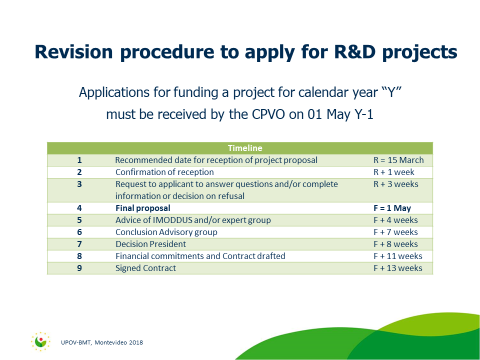 Revision procedure to apply for R&D projects
Applications for funding a project for calendar year “Y”
must be received by the CPVO on 01 May Y-1
Timeline
1 Recommended date for reception of project proposal R = 15 March
2 Confirmation of reception R + 1 week
3 Request to applicant to answer questions and/or complete R + 3 weeks
information or decision on refusal
4 Final proposal F = 1 May
5 Advice of IMODDUS and/or expert group F + 4 weeks
6 Conclusion Advisory group F + 7 weeks
7 Decision President F + 8 weeks
8 Financial commitments and Contract drafted F + 11 weeks
9 Signed Contract F + 13 weeks
UPOV-BMT, Montevideo 2018